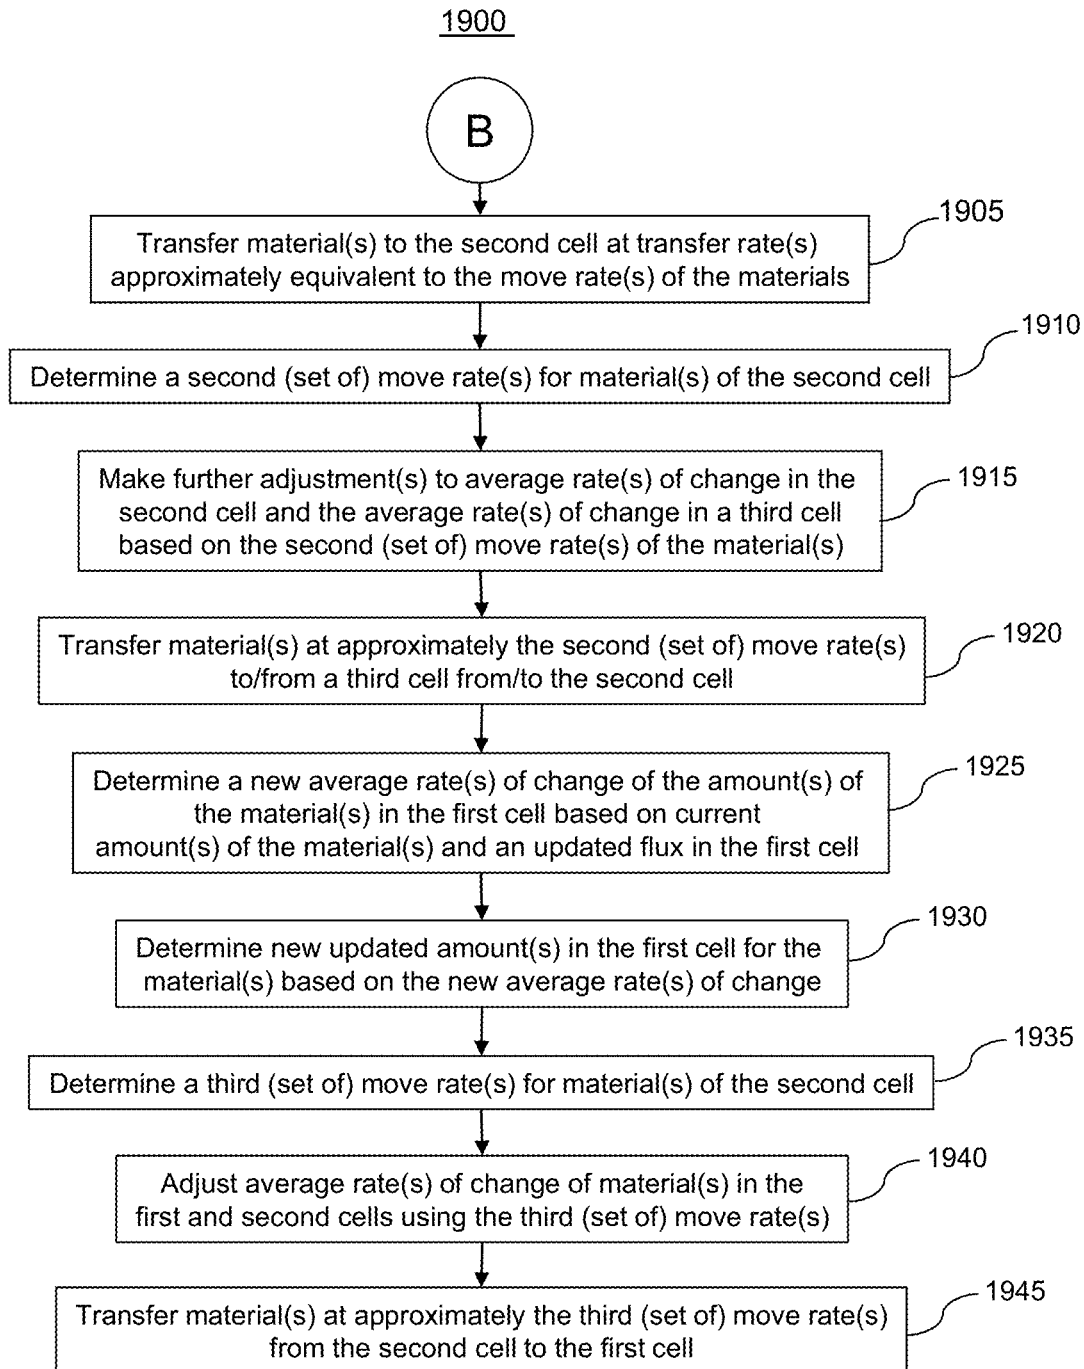 1900
B
1905
Transfer material(s) to the second cell at transfer rate(s)
approximately equivalent to the move rate(s) of the materials
1910
Determine a second (set of) move rate(s) for material(s) of the second cell
1915
Make further adjustment(s) to average rate(s) of change in the
second cell and the average rate(s) of change in a third cell
based on the second (set of) move rate(s) of the material(s)
1920
Transfer material(s) at approximately the second (set of) move rate(s)
to/from a third cell from/to the second cell
1925
Determine a new average rate(s) of change of the amount(s) of
the material(s) in the first cell based on current
amount(s) of the material(s) and an updated flux in the first cell
1930
Determine new updated amount(s) in the first cell for the
material(s) based on the new average rate(s) of change
1935
Determine a third (set of) move rate(s) for material(s) of the second cell
1940
Adjust average rate(s) of change of material(s) in the
first and second cells using the third (set of) move rate(s)
1945
Transfer material(s) at approximately the third (set of) move rate(s)
from the second cell to the first cell